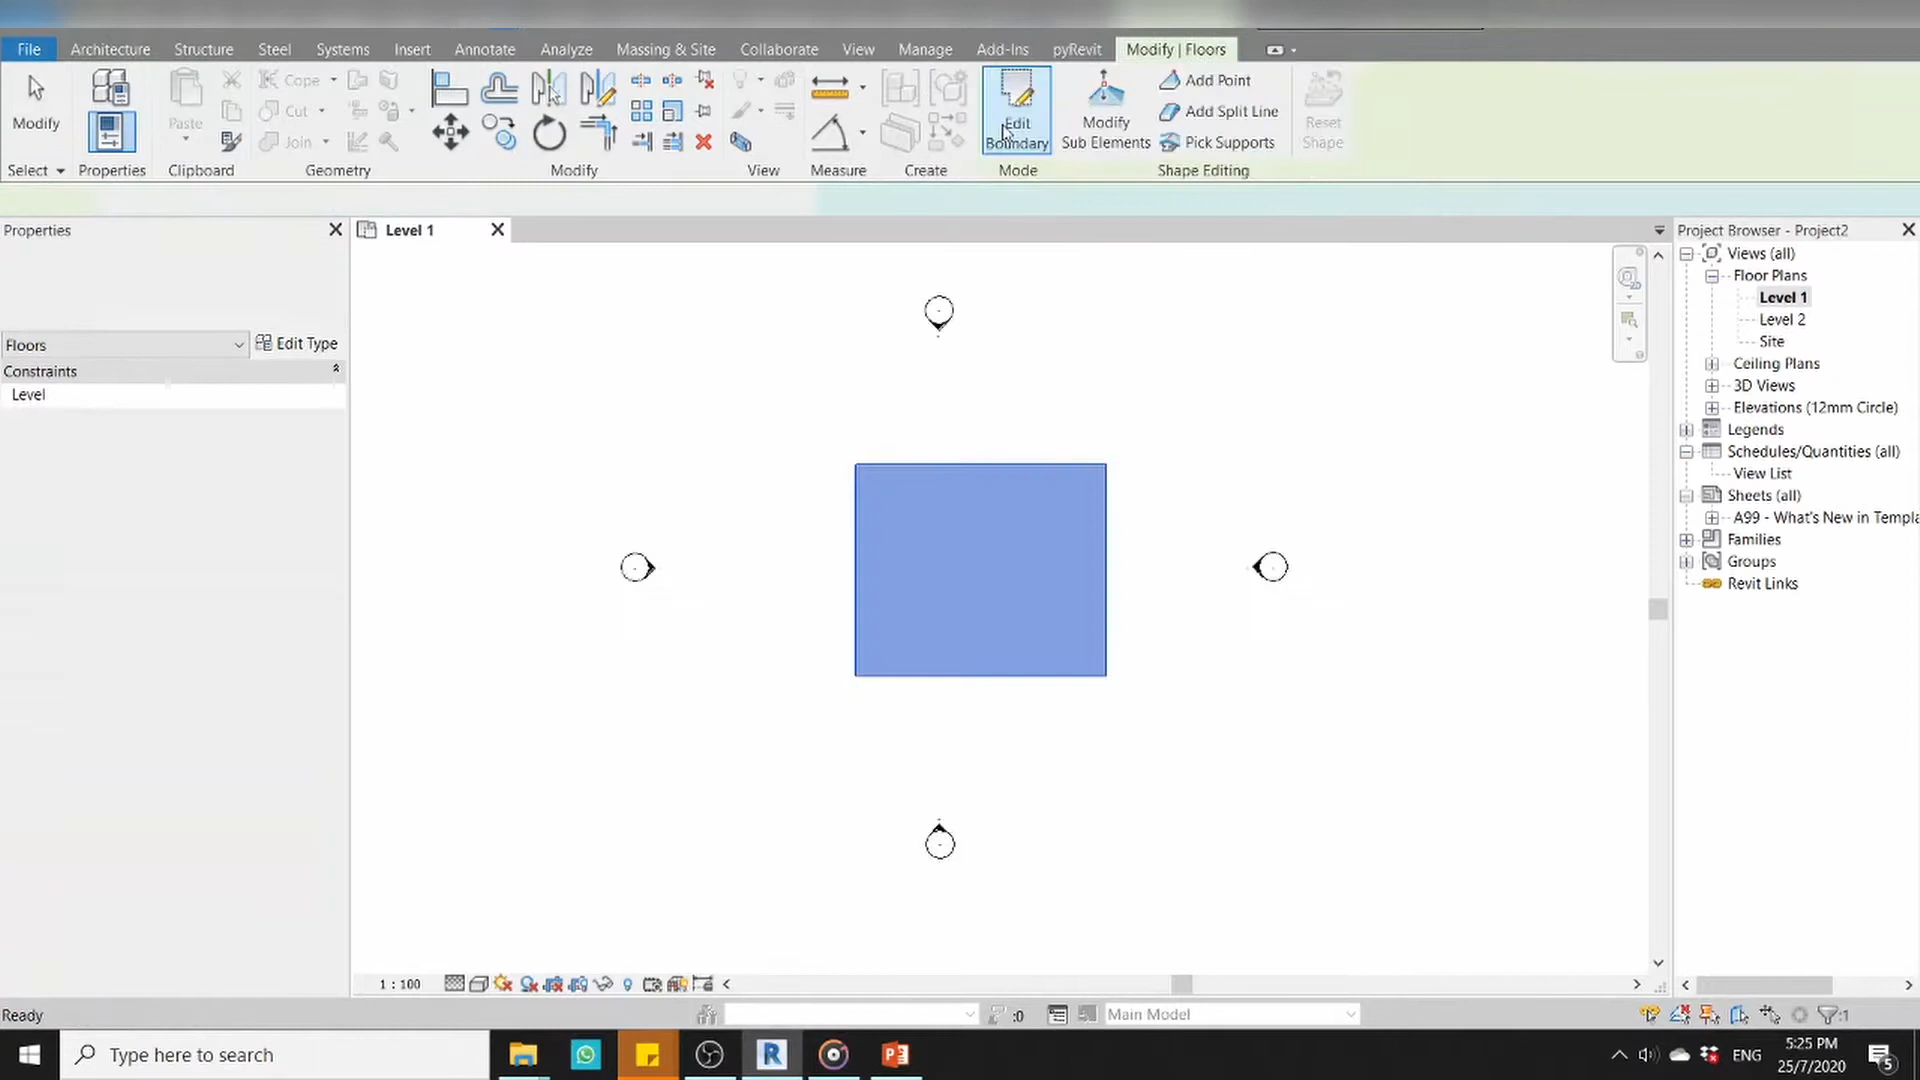 File Architecture Structure Steel Systems Insert Annotate Analyze Massing & Site Collaborate View Manage Add-Ins pyRevit Modify | Floors
Modify
Select
Properties
Paste
Clipboard
Cope
Cut
Join
Geometry
Modify
View
Measure
Create
Edit
Boundary
Mode
Modify
Sub Elements
Add Point
Add Split Line
Pick Supports
Shape Editing
Reset
Shape
Properties
Floors
Edit Type
Constraints
Level
Level 1
2D
Project Browser - Project2
Views (all)
Floor Plans
Level 1
Level 2
Site
Ceiling Plans
3D Views
Elevations (12mm Circle)
Legends
Schedules/Quantities (all)
View List
Sheets (all)
A99 - What's New in Templa
Families
Groups
Revit Links
1 : 100
Ready
:0
Main Model
:1
Type here to search
ENG
5:25 PM
25/7/2020
5